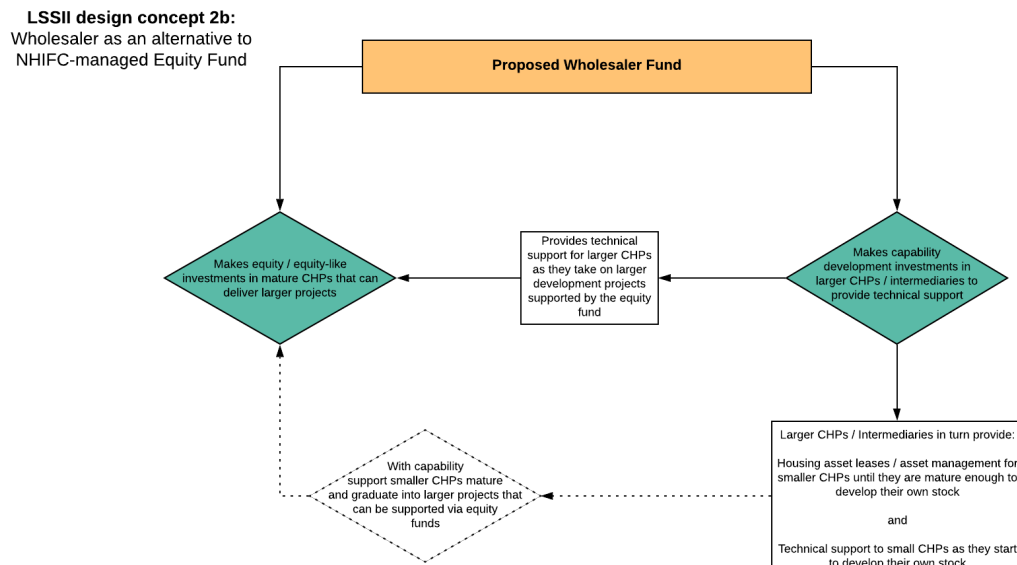 LSSII design concept 2b:
Wholesaler as an alternative to
NHIFC-managed Equity Fund
Proposed Wholesaler Fund
Makes equity / equity-like
investments in mature CHPs that can
deliver larger projects
Provides technical
support for larger CHPs
as they take on larger
development projects
supported by the equity
fund
Makes capability
development investments in
larger CHPs / intermediaries to
provide technical support
With capability
support smaller CHPs mature
and graduate into larger projects that
can be supported via equity
funds
Larger CHPs / Intermediaries in turn provide:
Housing asset leases / asset management for
smaller CHPs until they are mature enough to
develop their own stock
and
Technical support to small CHPs as they start
to develop their own stock